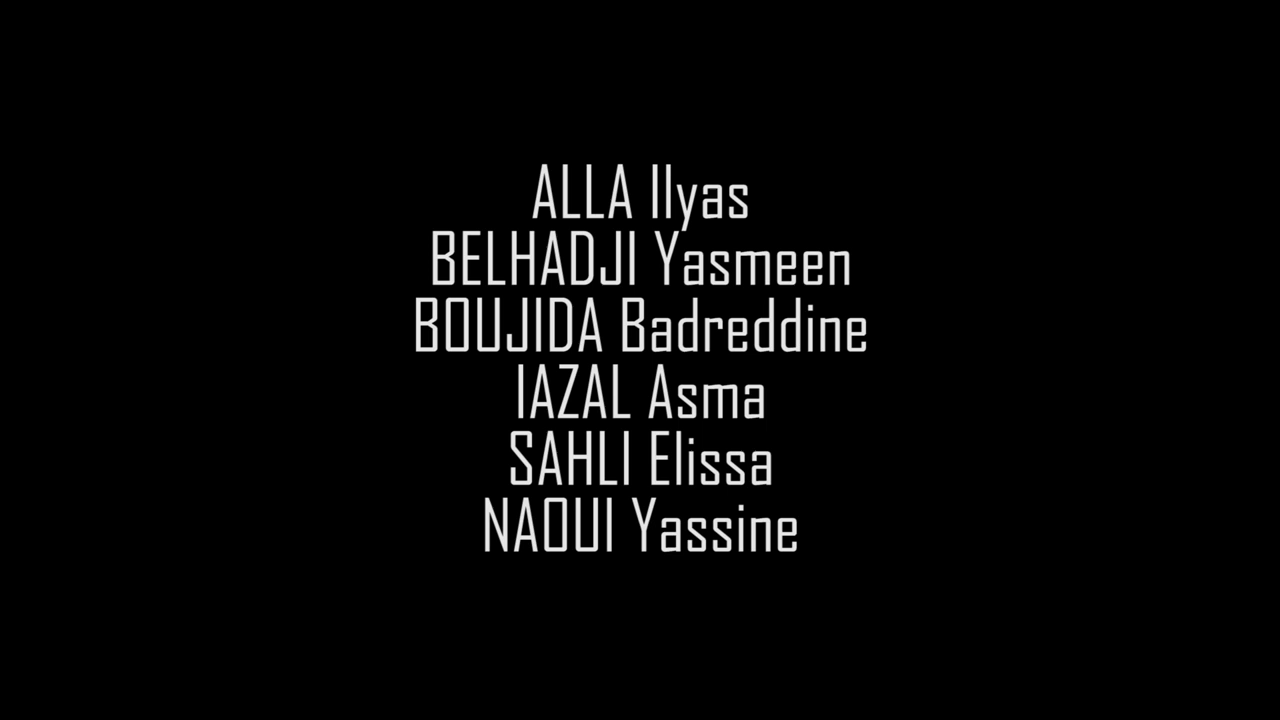 ALLA Ilyas
BELHADJI Yasmeen
BOUJIDA Badreddine
IAZAL Asma
SAHLI Elissa
NAOUI Yassine